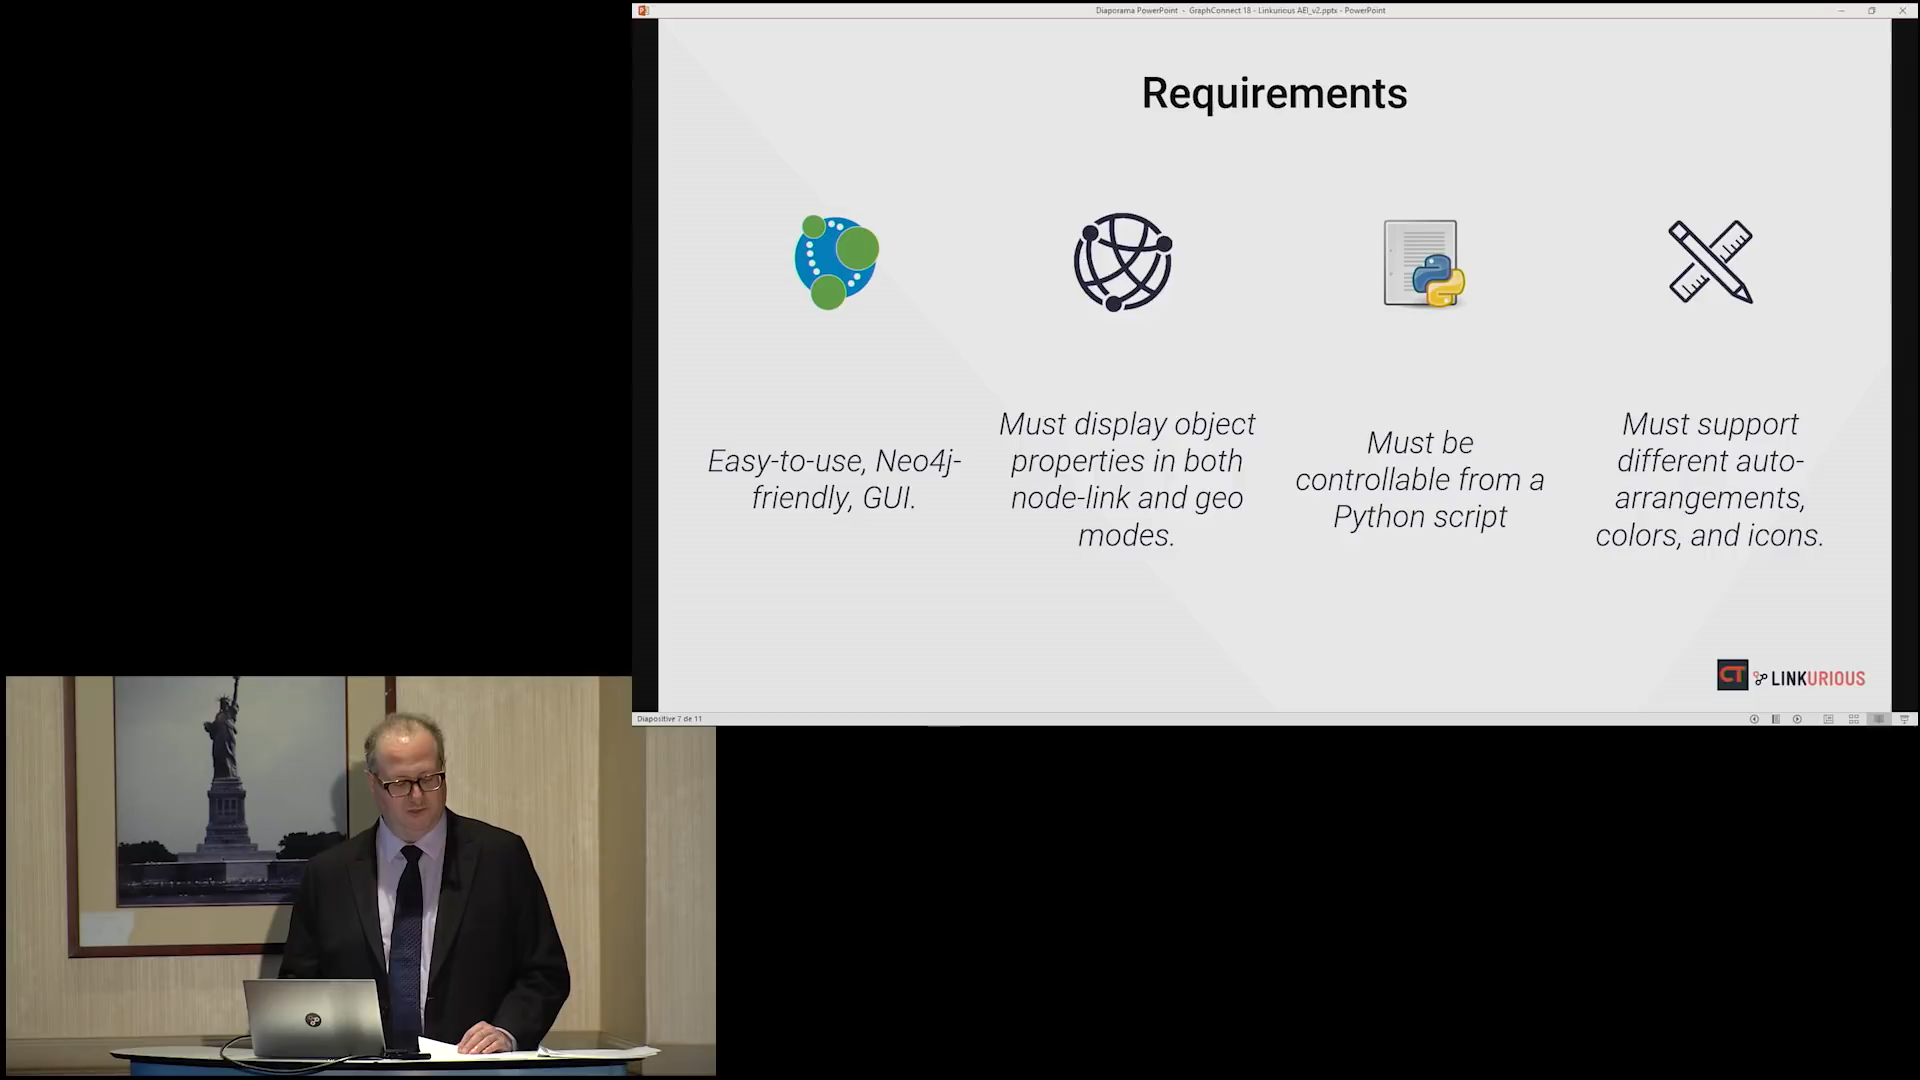 Diaporama PowerPoint - GraphConnect 18 - Linkurious AEI_v2.pptx - PowerPoint
Requirements
Easy-to-use, Neo4j-
friendly, GUI.
Must display object
properties in both
node-link and geo
modes.
Must be
controllable from a
Python script
Must support
different auto-
arrangements,
colors, and icons.
CT LINKURIOUS
Diapositive 7 de 11